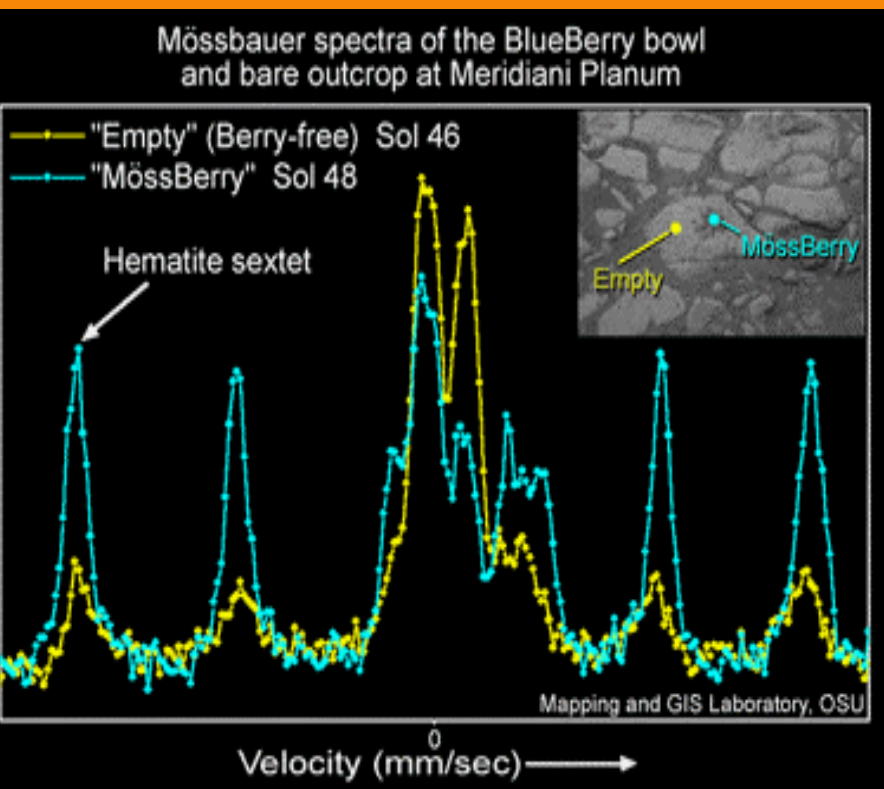 Mössbauer spectra of the BlueBerry bowl
and bare outcrop at Meridiani Planum
"Empty" (Berry-free) Sol 46
"MössBerry" Sol 48
Hematite sextet
MössBerry
Empty
Mapping and GIS Laboratory, OSU
0
Velocity (mm/sec)